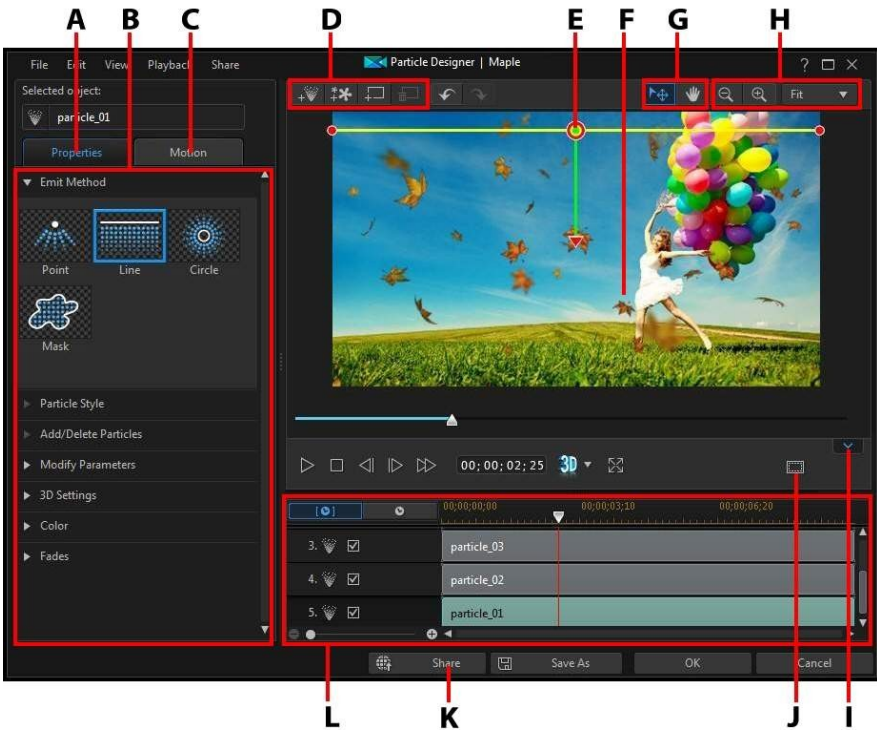 A B C D E F G H
File Edit View Playback Share
Particle Designer | Maple
?
Selected object:
particle_01
Fit
Properties Motion
Emit Method
Point Line Circle
Mask
Particle Style
Add/Delete Particles
Modify Parameters
3D Settings
Color
Fades
00;00;02;25 3D
00;00;00;00 00;00;03;10 00;00;06;20
3. particle_03
4. particle_02
5. particle_01
Share Save As OK Cancel
L K J I